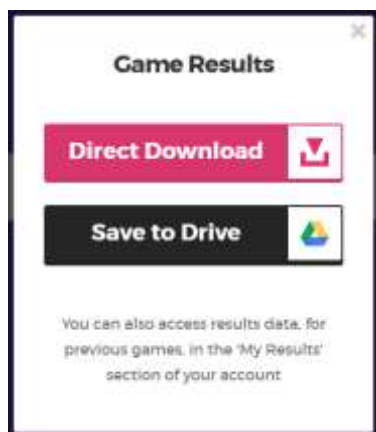 Game Results
Direct Download
Save to Drive
You can also access results data, for
previous games, in the 'My Results'
section of your account